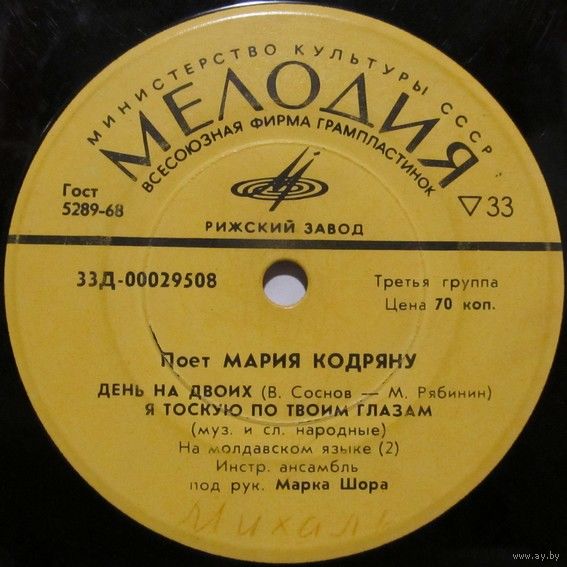 МИНИСТЕРСТВО КУЛЬТУРЫ СССР
МЕЛОДИЯ
ВСЕСОЮЗНАЯ ФИРМА ГРАМПЛАСТИНОК
Гост
5289-68
▽33
РИЖСКИЙ ЗАВОД
33Д-00029508
Третья группа
Цена 70 коп.
Поет МАРИЯ КОДРЯНУ
ДЕНЬ НА ДВОИХ (В. Соснов — М. Рябинин)
Я ТОСКУЮ ПО ТВОИМ ГЛАЗАМ
(муз. и сл. народные)
На молдавском языке (2)
Инстр. ансамбль
под рук. Марка Шора
www.ay.by